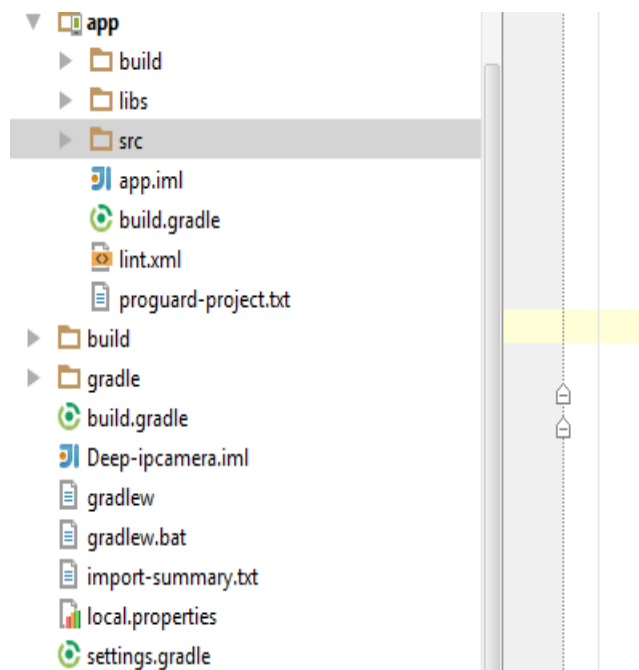 app
build
libs
src
app.iml
build.gradle
lint.xml
proguard-project.txt
build
gradle
build.gradle
Deep-ipcamera.iml
gradlew
gradlew.bat
import-summary.txt
local.properties
settings.gradle